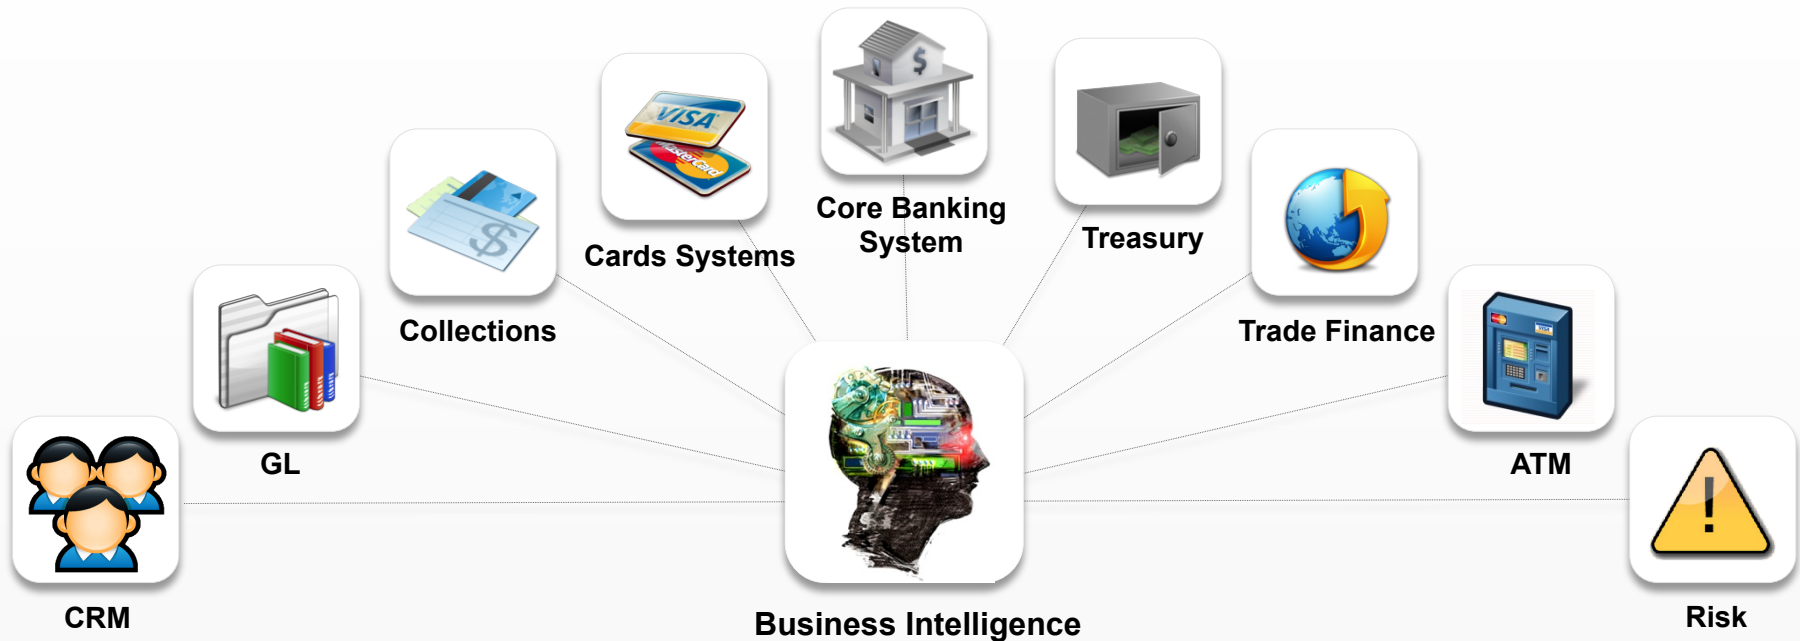 VISA
MasterCard
$
$
Core Banking
System
Treasury
Cards Systems
Collections
Trade Finance
GL
ATM
CRM
Business Intelligence
Risk
!